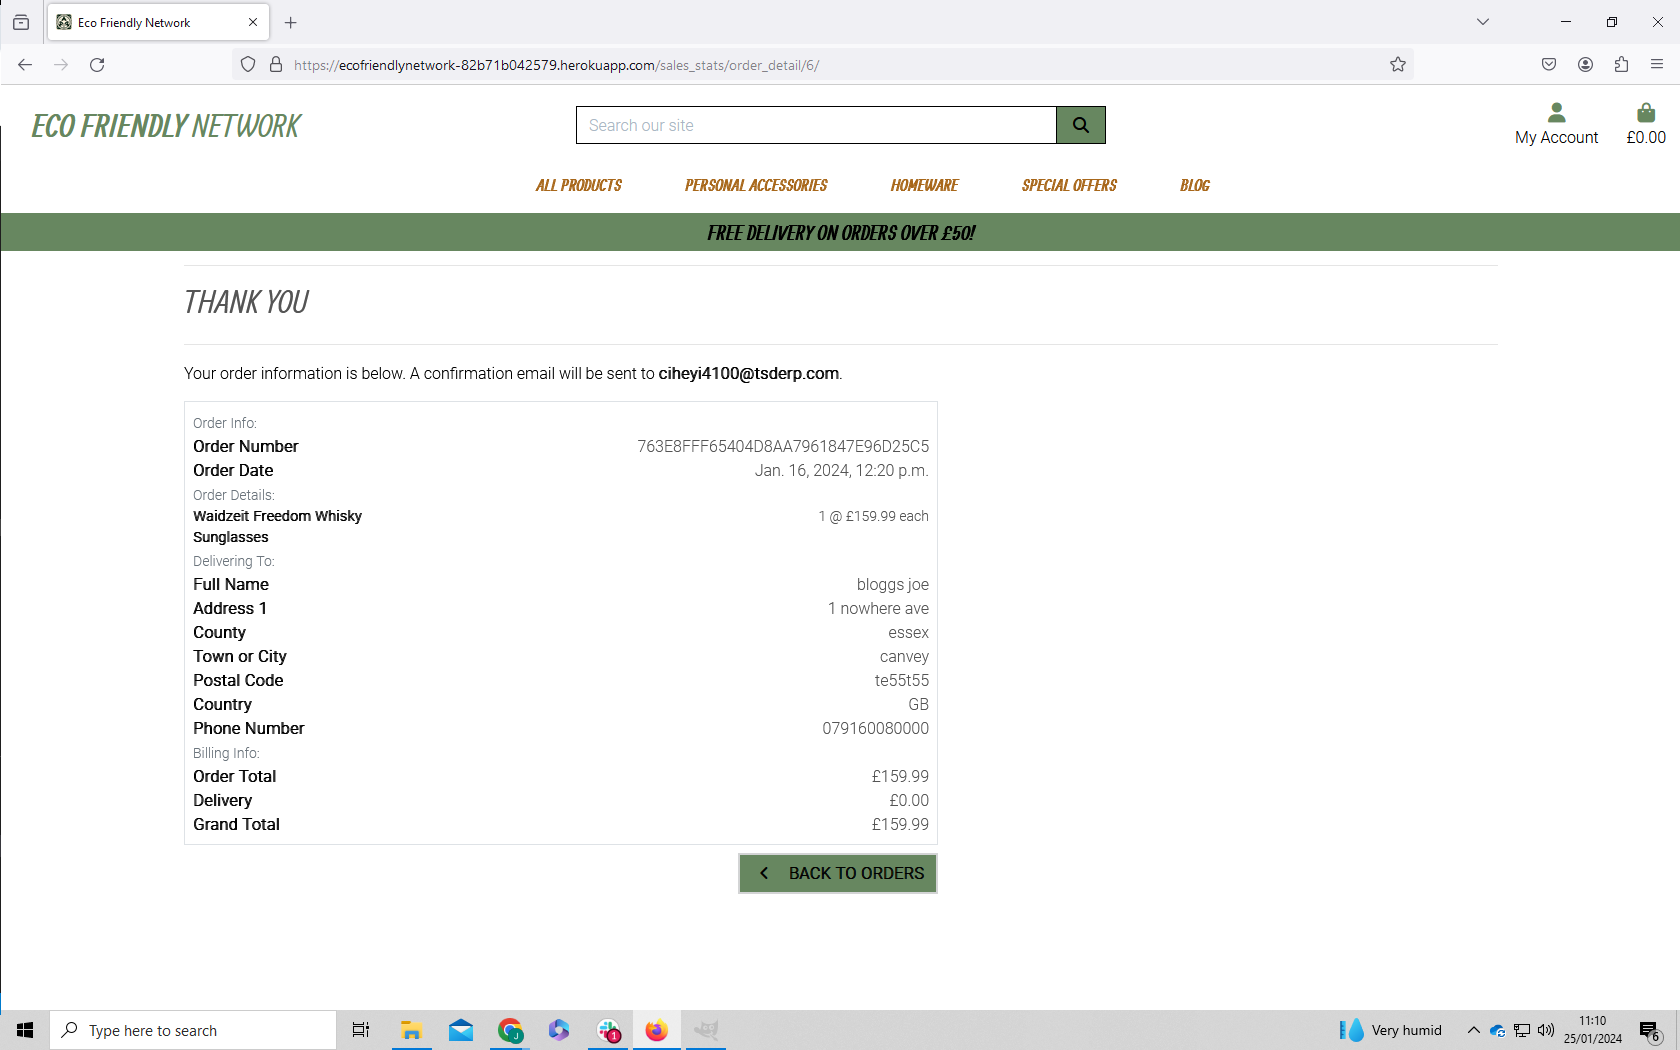 Eco Friendly Network
https://ecofriendlynetwork-82b71b042579.herokuapp.com/sales_stats/order_detail/6/
ECO FRIENDLY NETWORK
Search our site
My Account
£0.00
ALL PRODUCTS PERSONAL ACCESSORIES HOMEWARE SPECIAL OFFERS BLOG
FREE DELIVERY ON ORDERS OVER £50!
THANK YOU
Your order information is below. A confirmation email will be sent to ciheyi4100@tsderp.com.
Order Info:
Order Number 763E8FFF65404D8AA7961847E96D25C5
Order Date Jan. 16, 2024, 12:20 p.m.
Order Details:
Waidzeit Freedom Whisky 1 @ £159.99 each
Sunglasses
Delivering To:
Full Name bloggs joe
Address 1 1 nowhere ave
County essex
Town or City canvey
Postal Code te55t55
Country GB
Phone Number 079160080000
Billing Info:
Order Total £159.99
Delivery £0.00
Grand Total £159.99
BACK TO ORDERS
Type here to search
J
1
Very humid
11:10
25/01/2024
6